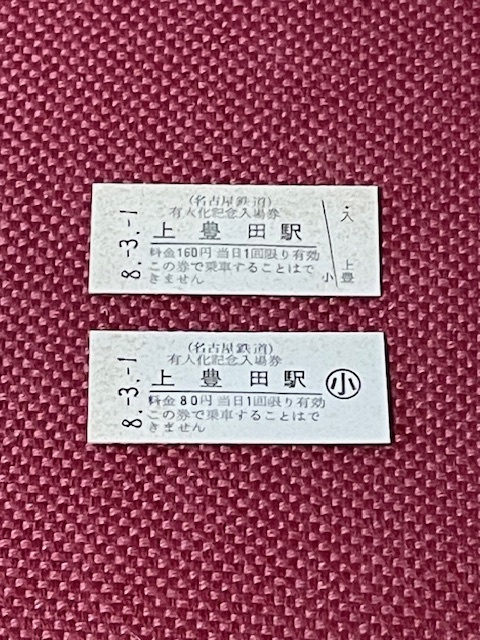 8.-3.-1
(名古屋鉄道)
有人化記念入場券
上豊田駅
料金160円 当日1回限り有効
この券で乗車することはで
きません
入
上豊
小
8.-3.-1
(名古屋鉄道)
有人化記念入場券
上豊田駅
小
料金80円 当日1回限り有効
この券で乗車することはで
きません